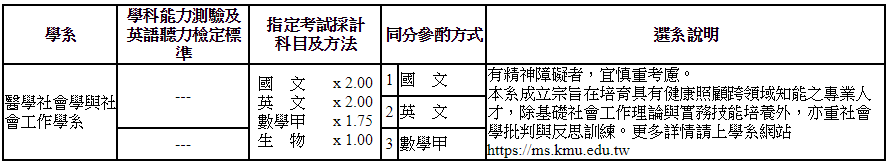 學系
學科能力測驗及
英語聽力檢定標
準
指定考試採計
科目及方法
同分參酌方式
選系說明
醫學社會學與社
會工作學系
---
---
國　文　x 2.00
英　文　x 2.00
數學甲　x 1.75
生　物　x 1.00
1 國　文
2 英　文
3 數學甲
有精神障礙者，宜慎重考慮。
本系成立宗旨在培育具有健康照顧跨領域知能之專業人
才，除基礎社會工作理論與實務技能培養外，亦重社會
學批判與反思訓練。更多詳情請上學系網站
https://ms.kmu.edu.tw